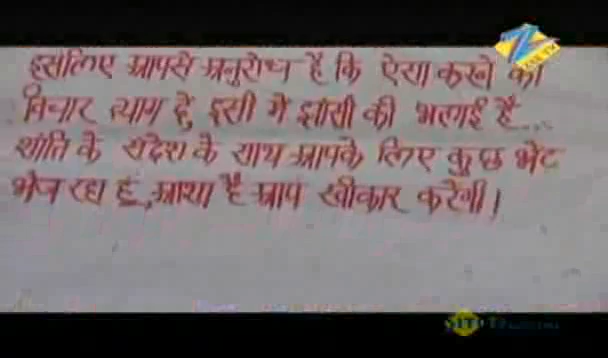 इसलिए आपसे अनुरोध है कि ऐसा करने का
विचार त्याग दें, इसी में झाँसी की भलाई है...
शांति के संदेश के साथ आपके लिए कुछ भेंट
भेज रहा हूं, आशा है आप स्वीकार करेंगी।